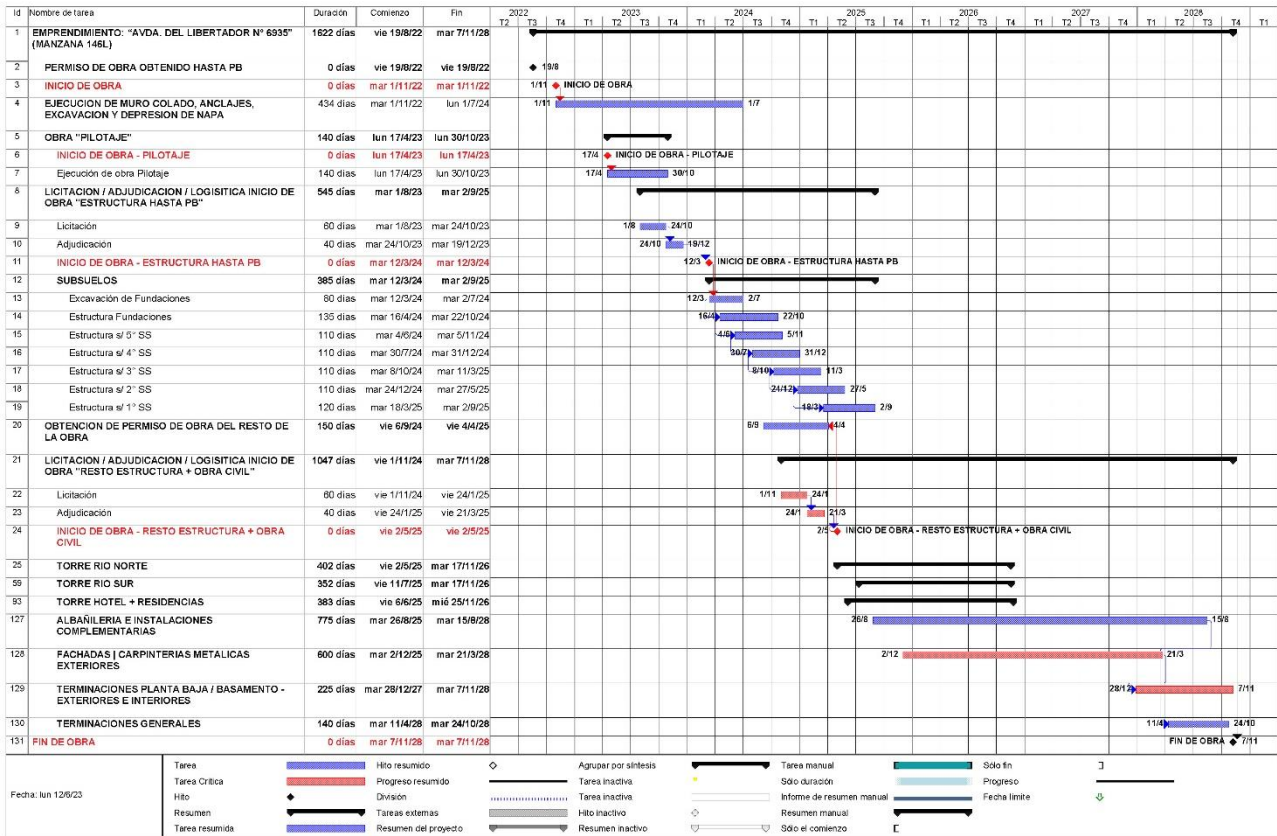 Id Nombre de tarea Duración Comienzo Fin 2022 2023 2024 2025 2026 2027 2028
T2 T3 T4 T1 T2 T3 T4 T1 T2 T3 T4 T1 T2 T3 T4 T1 T2 T3 T4 T1 T2 T3 T4 T1 T2 T3 T4
1 EMPRENDIMIENTO: "AVDA. DEL LIBERTADOR Nº 6935" 1622 días vie 19/8/22 mar 7/11/28
(MANZANA 146L)
2 PERMISO DE OBRA OBTENIDO HASTA PB 0 días vie 19/8/22 vie 19/8/22 19/8
3 INICIO DE OBRA 0 días mar 1/11/22 mar 1/11/22 1/11 INICIO DE OBRA
4 EJECUCION DE MURO COLADO, ANCLAJES, 434 días mar 1/11/22 lun 1/7/24 1/11 1/7
EXCAVACION Y DEPRESION DE NAPA
5 OBRA "PILOTAJE" 140 días lun 17/4/23 lun 30/10/23
6 INICIO DE OBRA - PILOTAJE 0 días lun 17/4/23 lun 17/4/23 17/4 INICIO DE OBRA - PILOTAJE
7 Ejecución de obra Pilotaje 140 días lun 17/4/23 lun 30/10/23 17/4 30/10
8 LICITACION / ADJUDICACION / LOGISITICA INICIO DE 545 días mar 1/8/23 mar 2/9/25
OBRA "ESTRUCTURA HASTA PB"
9 Licitación 60 días mar 1/8/23 mar 24/10/23 1/8 24/10
10 Adjudicación 40 días mar 24/10/23 mar 19/12/23 24/10 19/12
11 INICIO DE OBRA - ESTRUCTURA HASTA PB 0 días mar 12/3/24 mar 12/3/24 12/3 INICIO DE OBRA - ESTRUCTURA HASTA PB
12 SUBSUELOS 385 días mar 12/3/24 mar 2/9/25
13 Excavación de Fundaciones 80 días mar 12/3/24 mar 2/7/24 12/3 2/7
14 Estructura Fundaciones 135 días mar 16/4/24 mar 22/10/24 16/4 22/10
15 Estructura s/ 5° SS 110 días mar 4/6/24 mar 5/11/24 4/6 5/11
16 Estructura s/ 4° SS 110 días mar 30/7/24 mar 31/12/24 30/7 31/12
17 Estructura s/ 3° SS 110 días mar 8/10/24 mar 11/3/25 8/10 11/3
18 Estructura s/ 2° SS 110 días mar 24/12/24 mar 27/5/25 24/12 27/5
19 Estructura s/ 1° SS 120 días mar 18/3/25 mar 2/9/25 18/3 2/9
20 OBTENCION DE PERMISO DE OBRA DEL RESTO DE 150 días vie 6/9/24 vie 4/4/25 6/9 4/4
LA OBRA
21 LICITACION / ADJUDICACION / LOGISITICA INICIO DE 1047 días vie 1/11/24 mar 7/11/28
OBRA "RESTO ESTRUCTURA + OBRA CIVIL"
22 Licitación 60 días vie 1/11/24 vie 24/1/25 1/11 24/1
23 Adjudicación 40 días vie 24/1/25 vie 21/3/25 24/1 21/3
24 INICIO DE OBRA - RESTO ESTRUCTURA + OBRA 0 días vie 2/5/25 vie 2/5/25 2/5 INICIO DE OBRA - RESTO ESTRUCTURA + OBRA CIVIL
CIVIL
25 TORRE RIO NORTE 402 días vie 2/5/25 mar 17/11/26
59 TORRE RIO SUR 352 días vie 11/7/25 mar 17/11/26
93 TORRE HOTEL + RESIDENCIAS 383 días vie 6/6/25 mié 25/11/26
127 ALBAÑILERIA E INSTALACIONES 775 días mar 26/8/25 mar 15/8/28 26/8 15/8
COMPLEMENTARIAS
128 FACHADAS | CARPINTERIAS METALICAS 600 días mar 2/12/25 mar 21/3/28 2/12 21/3
EXTERIORES
129 TERMINACIONES PLANTA BAJA / BASAMENTO - 225 días mar 28/12/27 mar 7/11/28 28/12 7/11
EXTERIORES E INTERIORES
130 TERMINACIONES GENERALES 140 días mar 11/4/28 mar 24/10/28 11/4 24/10
131 FIN DE OBRA 0 días mar 7/11/28 mar 7/11/28 FIN DE OBRA 7/11
Fecha: lun 12/6/23
Tarea Hito resumido Agrupar por síntesis Tarea manual Sólo fin
Tarea Crítica Progreso resumido Tarea inactiva Sólo duración Progreso
Hito División Tarea inactiva Informe de resumen manual Fecha límite
Resumen Tareas externas Hito inactivo Resumen manual
Tarea resumida Resumen del proyecto Resumen inactivo Sólo el comienzo